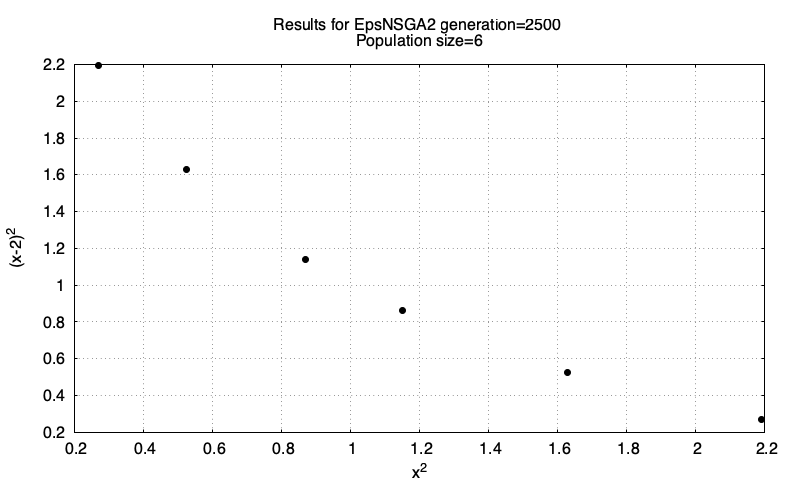 Results for EpsNSGA2 generation=2500
Population size=6
2.2
2
1.8
1.6
1.4
1.2
1
0.8
0.6
0.4
0.2
(x-2)²
0.2 0.4 0.6 0.8 1 1.2 1.4 1.6 1.8 2 2.2
x²